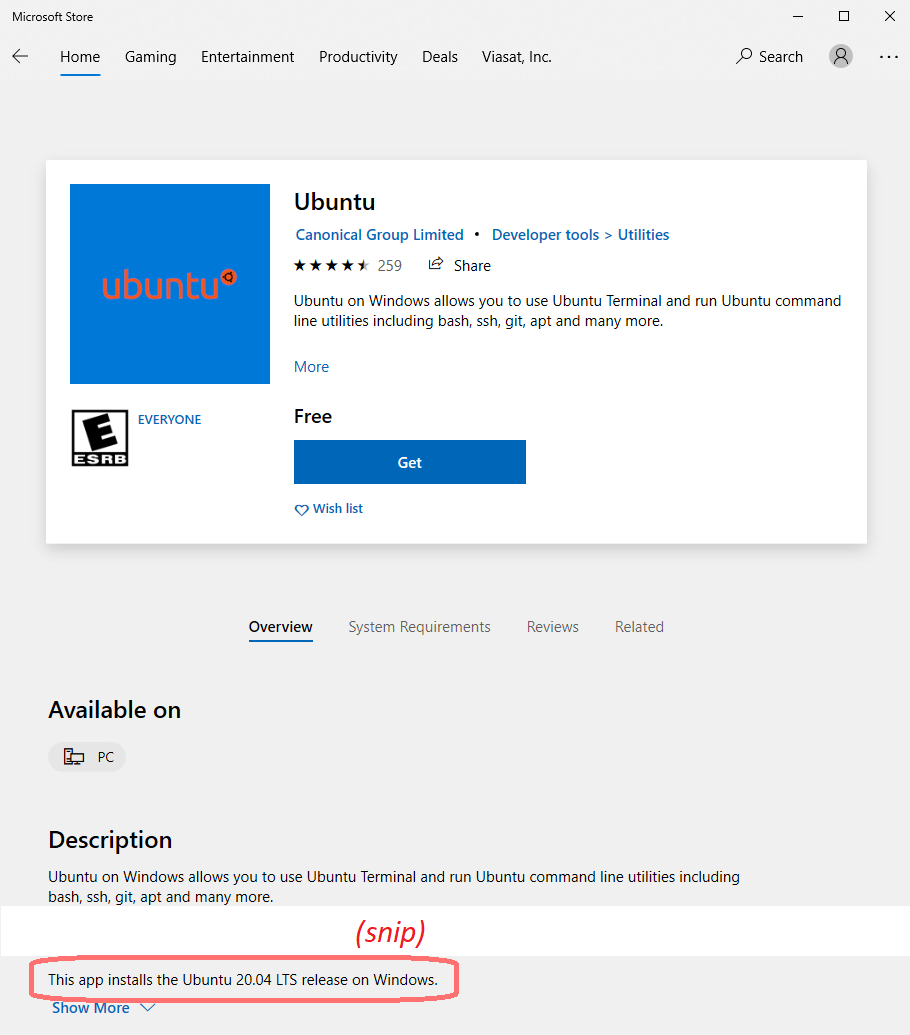 Microsoft Store
Home Gaming Entertainment Productivity Deals Viasat, Inc. Search
ubuntu
Ubuntu
Canonical Group Limited • Developer tools > Utilities
259 Share
Ubuntu on Windows allows you to use Ubuntu Terminal and run Ubuntu command
line utilities including bash, ssh, git, apt and many more.
More
E
ESRB
EVERYONE
Free
Get
Wish list
Overview System Requirements Reviews Related
Available on
PC
Description
Ubuntu on Windows allows you to use Ubuntu Terminal and run Ubuntu command line utilities including
bash, ssh, git, apt and many more.
(snip)
This app installs the Ubuntu 20.04 LTS release on Windows.
Show More